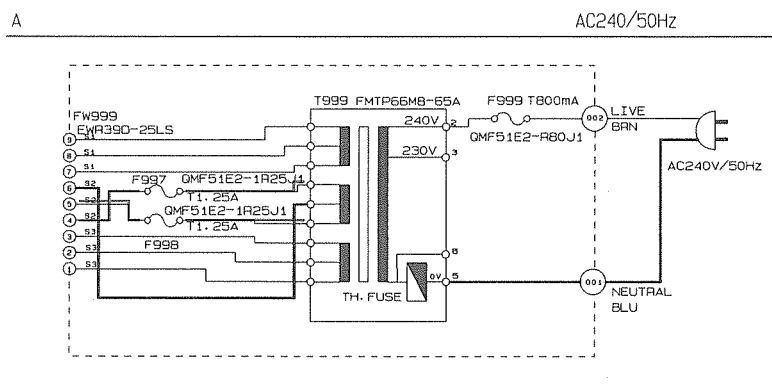 A AC240/50Hz
T999 FMTP66M8-65A F999 T800mA
FW999
EWR39D-25LS
240V 2 002 LIVE
BRN
QMF51E2-R80J1
9 S1
8 S1
230V 3
AC240V/50Hz
7 S1
F997 QMF51E2-1R25J1
6 S2
T1.25A
5 S2
QMF51E2-1R25J1
4 S2
T1.25A
3 S3
F998
2 S3
6
1 S3
TH. FUSE 0V 5 001 NEUTRAL
BLU